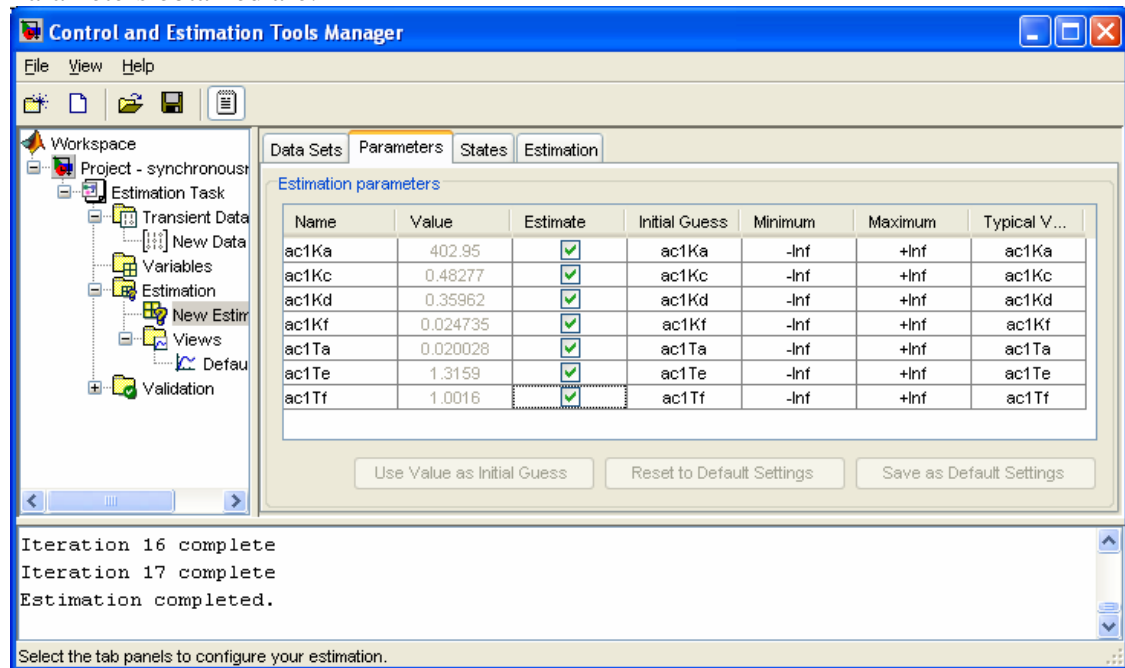 Control and Estimation Tools Manager
File View Help
Workspace
Project - synchronousr
Estimation Task
Transient Data
New Data
Variables
Estimation
New Estim
Views
Defau
Validation
Data Sets Parameters States Estimation
Estimation parameters
Name Value Estimate Initial Guess Minimum Maximum Typical V...
ac1Ka 402.95 ac1Ka -Inf +Inf ac1Ka
ac1Kc 0.48277 ac1Kc -Inf +Inf ac1Kc
ac1Kd 0.35962 ac1Kd -Inf +Inf ac1Kd
ac1Kf 0.024735 ac1Kf -Inf +Inf ac1Kf
ac1Ta 0.020028 ac1Ta -Inf +Inf ac1Ta
ac1Te 1.3159 ac1Te -Inf +Inf ac1Te
ac1Tf 1.0016 ac1Tf -Inf +Inf ac1Tf
Use Value as Initial Guess Reset to Default Settings Save as Default Settings
Iteration 16 complete
Iteration 17 complete
Estimation completed.
Select the tab panels to configure your estimation.